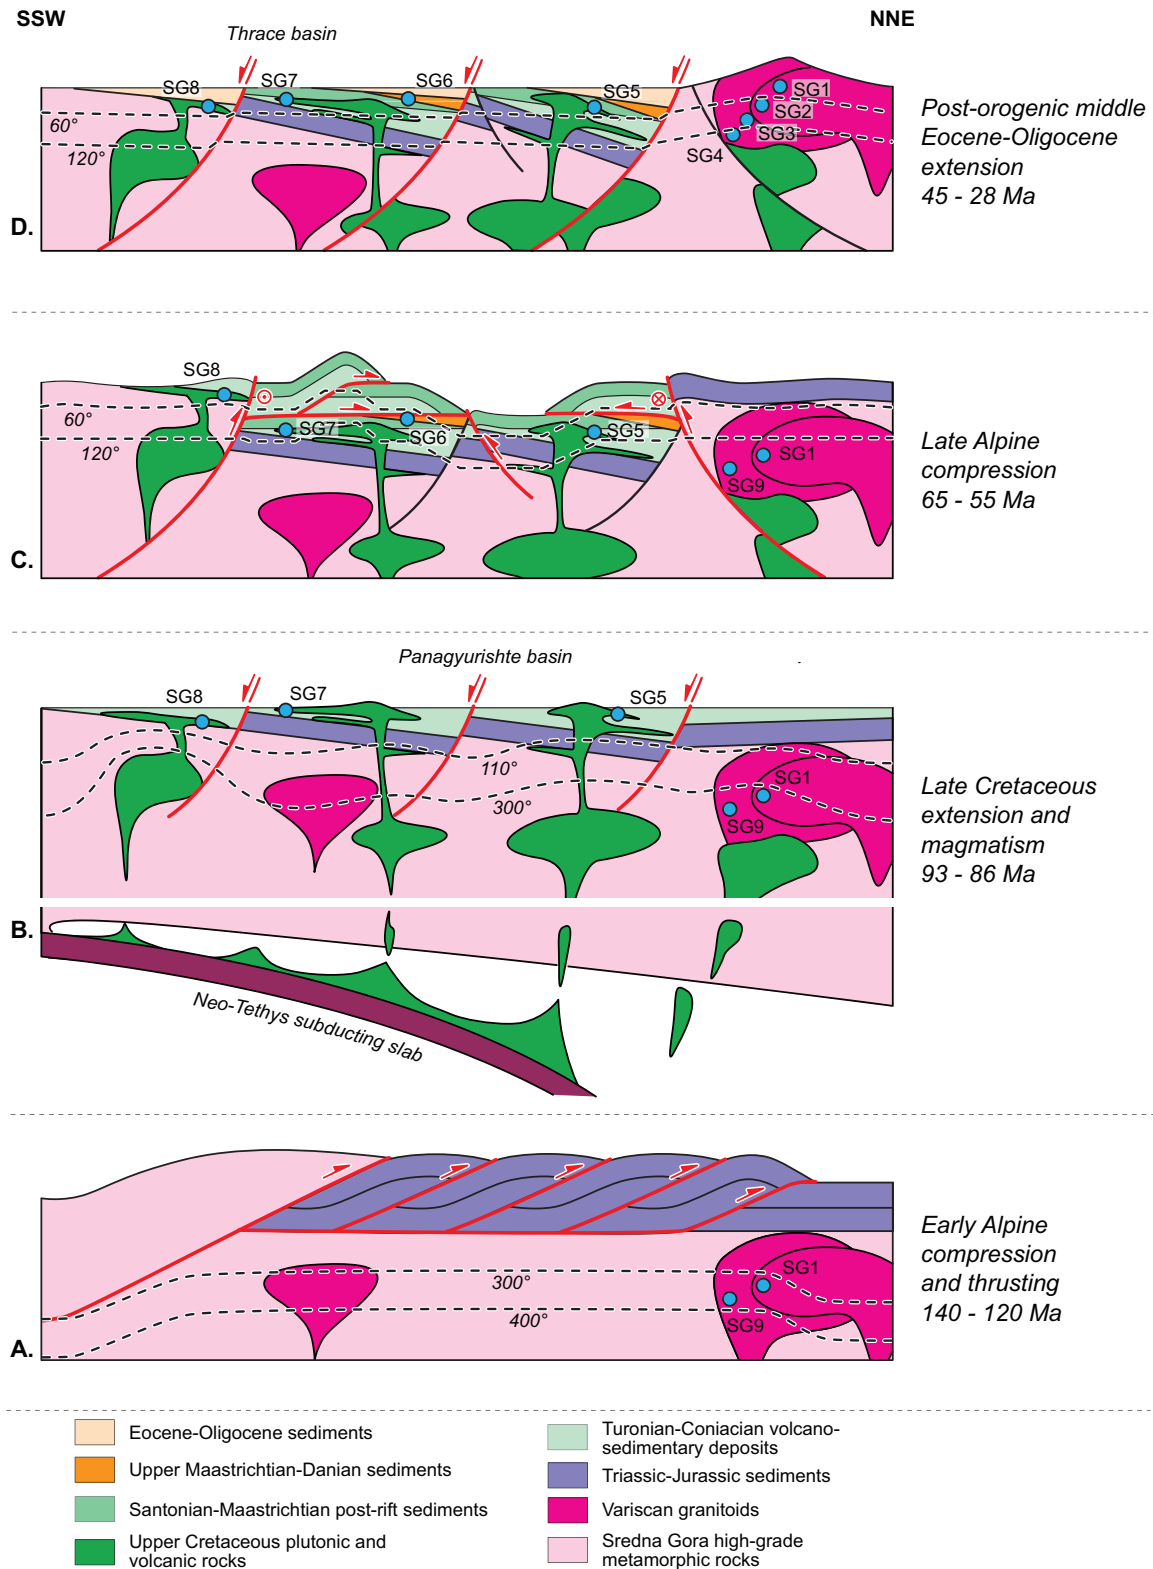 SSW
NNE
Thrace basin
SG8
SG7
SG6
SG5
SG1
SG2
SG3
SG4
60°
120°
D.
Post-orogenic middle
Eocene-Oligocene
extension
45 - 28 Ma
SG8
SG7
SG6
SG5
SG1
SG9
60°
120°
C.
Late Alpine
compression
65 - 55 Ma
Panagyurishte basin
SG8
SG7
SG5
SG1
SG9
110°
300°
B.
Neo-Tethys subducting slab
Late Cretaceous
extension and
magmatism
93 - 86 Ma
SG1
SG9
300°
400°
A.
Early Alpine
compression
and thrusting
140 - 120 Ma
Eocene-Oligocene sediments
Upper Maastrichtian-Danian sediments
Santonian-Maastrichtian post-rift sediments
Upper Cretaceous plutonic and
volcanic rocks
Turonian-Coniacian volcano-
sedimentary deposits
Triassic-Jurassic sediments
Variscan granitoids
Sredna Gora high-grade
metamorphic rocks